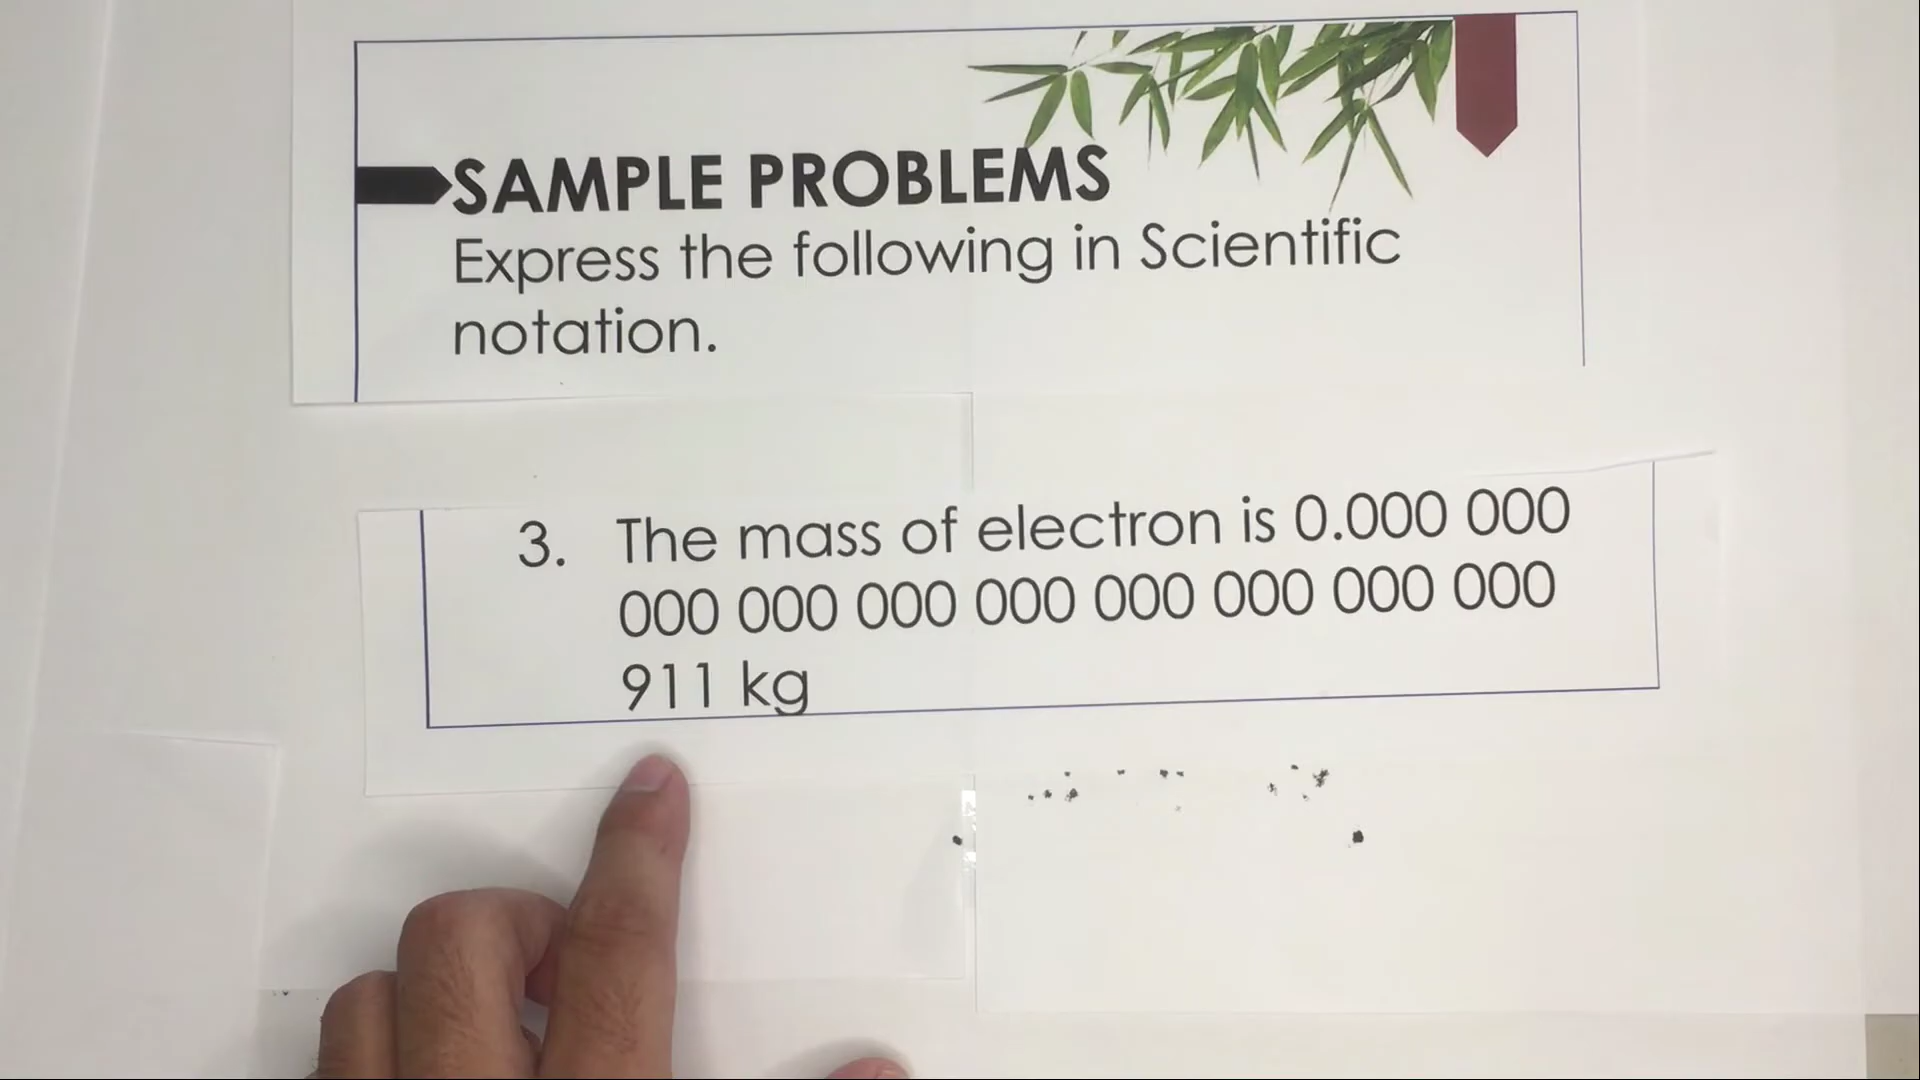 SAMPLE PROBLEMS
Express the following in Scientific
notation.
3. The mass of electron is 0.000 000
000 000 000 000 000 000 000 000
911 kg